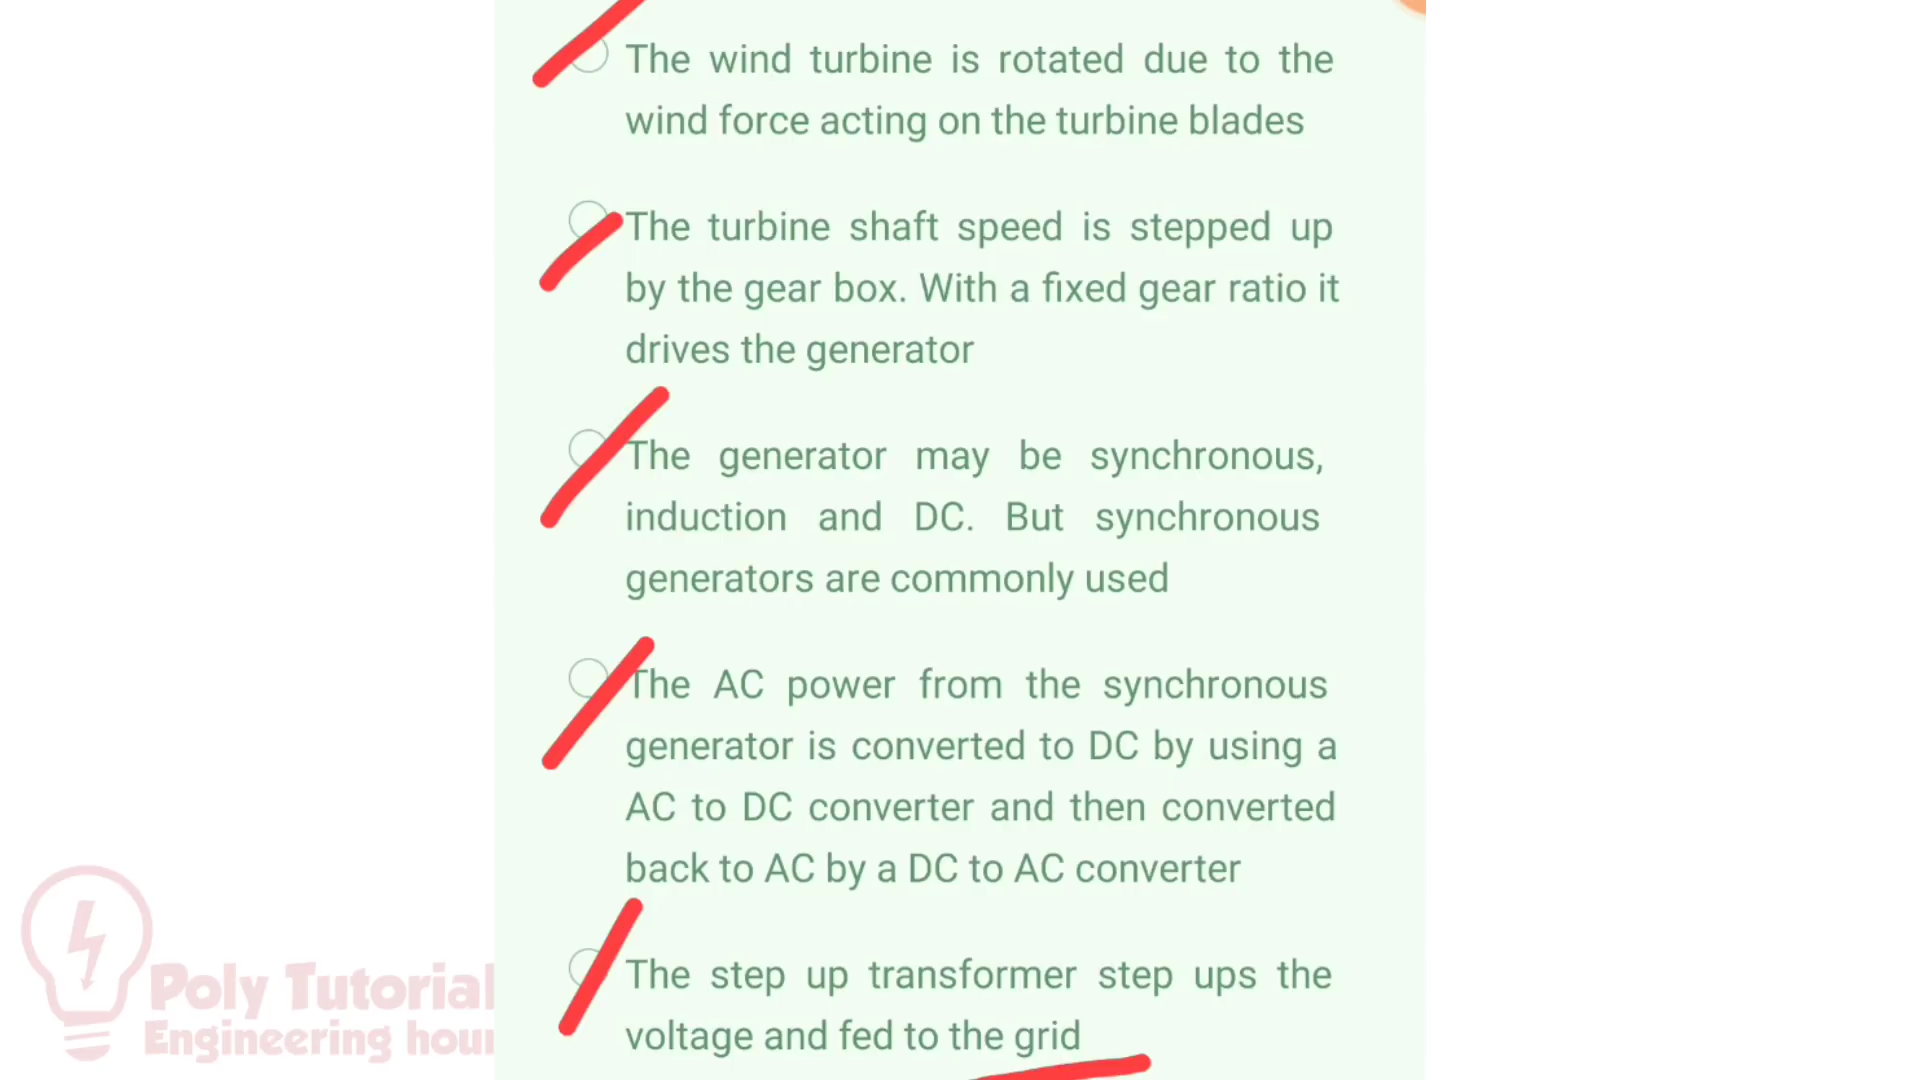 The wind turbine is rotated due to the
wind force acting on the turbine blades
The turbine shaft speed is stepped up
by the gear box. With a fixed gear ratio it
drives the generator
The generator may be synchronous,
induction and DC. But synchronous
generators are commonly used
The AC power from the synchronous
generator is converted to DC by using a
AC to DC converter and then converted
back to AC by a DC to AC converter
The step up transformer step ups the
voltage and fed to the grid
Poly Tutorial
Engineering hour